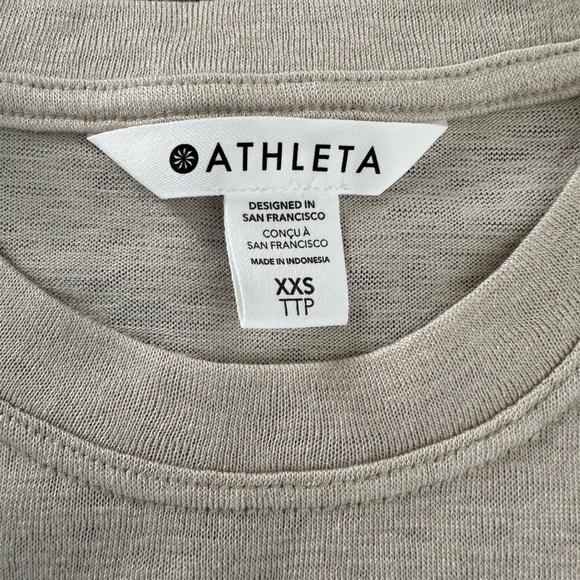 ATHLETA
DESIGNED IN
SAN FRANCISCO
CONÇU À
SAN FRANCISCO
MADE IN INDONESIA
XXS
TTP